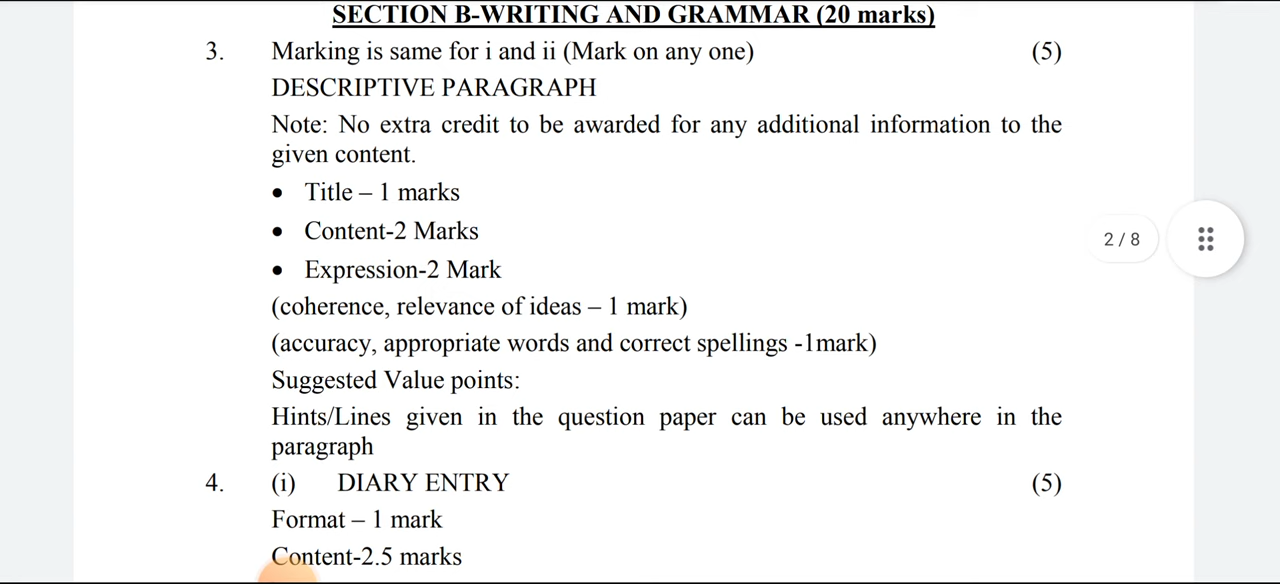 SECTION B-WRITING AND GRAMMAR (20 marks)
3. Marking is same for i and ii (Mark on any one) (5)
DESCRIPTIVE PARAGRAPH
Note: No extra credit to be awarded for any additional information to the
given content.
• Title – 1 marks
• Content-2 Marks
• Expression-2 Mark
(coherence, relevance of ideas – 1 mark)
(accuracy, appropriate words and correct spellings -1mark)
Suggested Value points:
Hints/Lines given in the question paper can be used anywhere in the
paragraph
4. (i) DIARY ENTRY (5)
Format – 1 mark
Content-2.5 marks
2 / 8